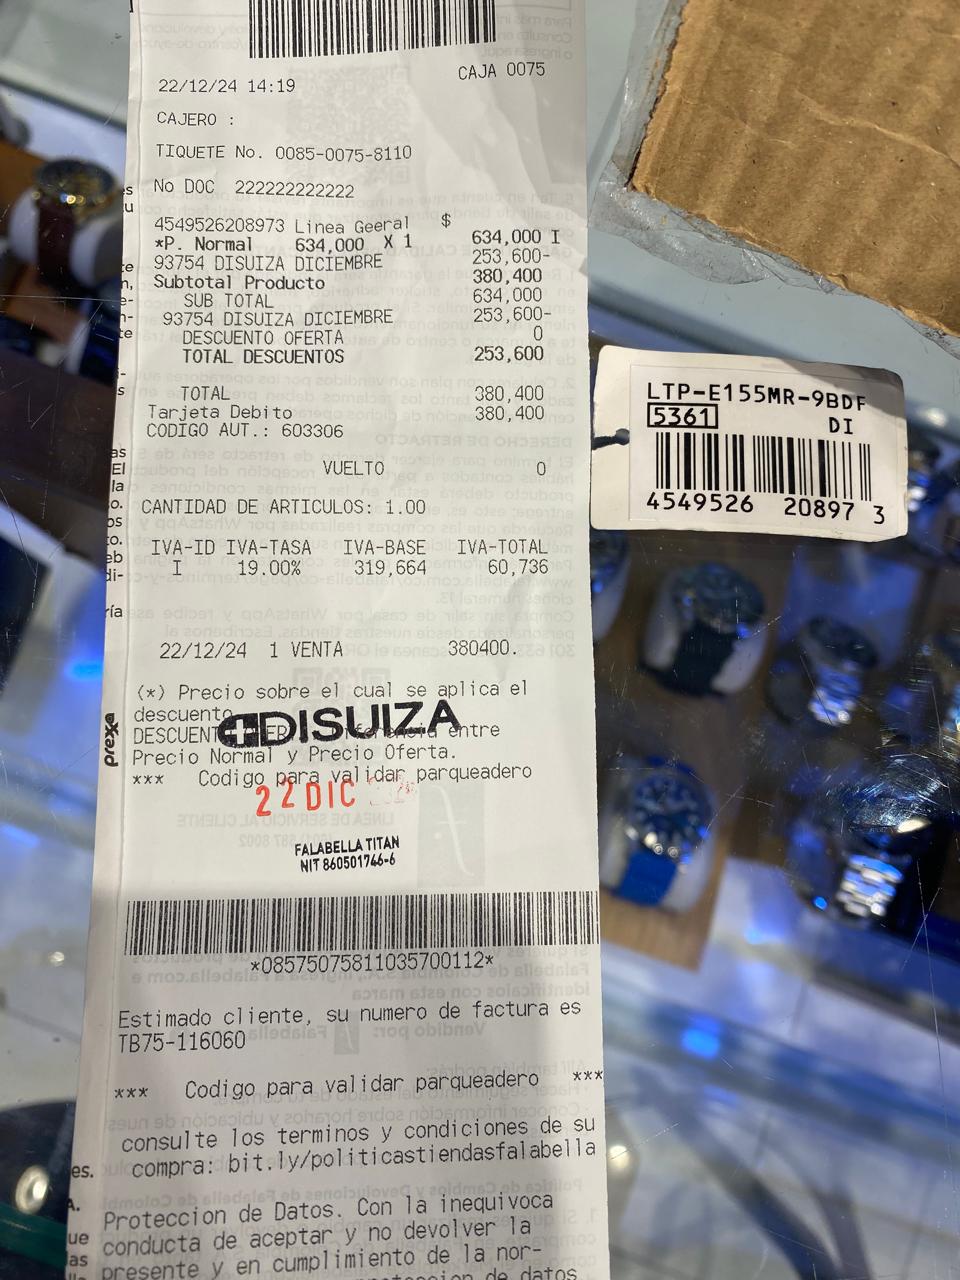 22/12/24 14:19
CAJA 0075
CAJERO :
TIQUETE No. 0085-0075-8110
No DOC 222222222222
4549526208973 Linea Geeral $
*P. Normal 634,000 X 1 634,000 I
93754 DISUIZA DICIEMBRE 253,600-
Subtotal Producto 380,400
SUB TOTAL 634,000
93754 DISUIZA DICIEMBRE 253,600-
DESCUENTO OFERTA 0
TOTAL DESCUENTOS 253,600
TOTAL 380,400
Tarjeta Debito 380,400
CODIGO AUT.: 603306
VUELTO 0
CANTIDAD DE ARTICULOS: 1.00
IVA-ID IVA-TASA IVA-BASE IVA-TOTAL
I 19.00% 319,664 60,736
22/12/24 1 VENTA 380400.
(*) Precio sobre el cual se aplica el
descuento
DISUIZA
entre
Precio Normal y Precio Oferta.
*** Codigo para validar parqueadero
22 DIC
FALABELLA TITAN
NIT 860501746-6
*08575075811035700112*
Estimado cliente, su numero de factura es
TB75-116060
*** Codigo para validar parqueadero ***
consulte los terminos y condiciones de su
compra: bit.ly/politicastiendasfalabella
Proteccion de Datos. Con la inequivoca
conducta de aceptar y no devolver la
presente y en cumplimiento de la nor-
de datos
LTP-E155MR-9BDF
5361 DI
4549526 20897 3